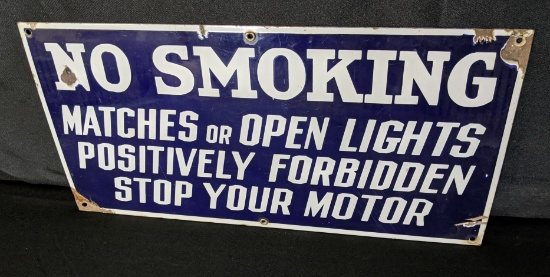 NO SMOKING
MATCHES OR OPEN LIGHTS
POSITIVELY FORBIDDEN
STOP YOUR MOTOR